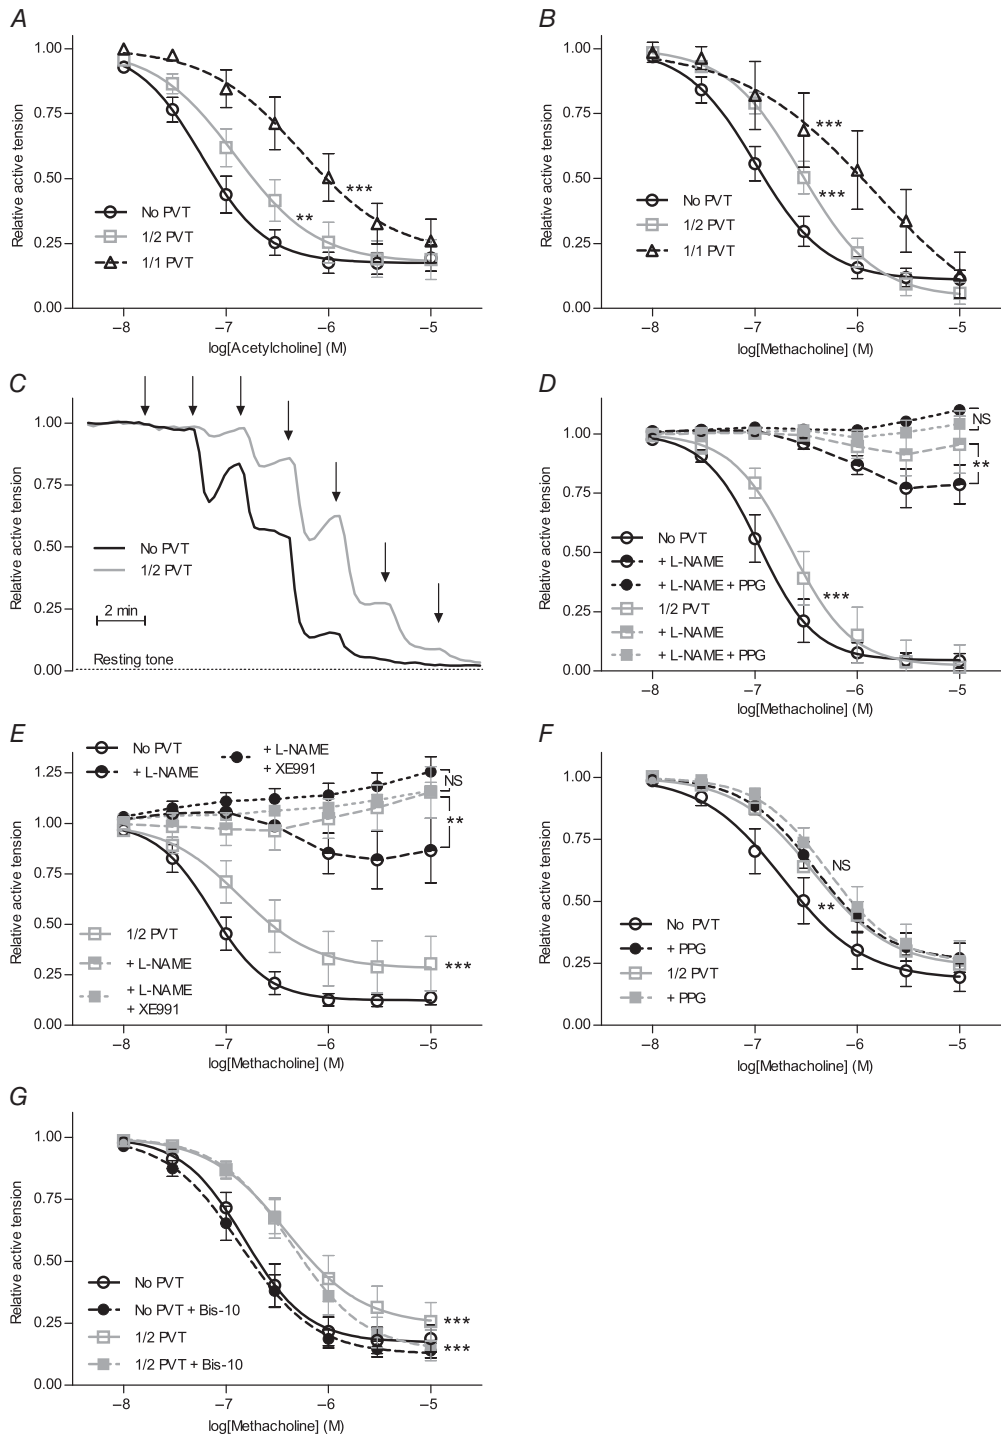 A
1.00
0.75
0.50
0.25
0.00
Relative active tension
No PVT
1/2 PVT
1/1 PVT
**
***
–8
–7
–6
–5
log[Acetylcholine] (M)
B
1.00
0.75
0.50
0.25
0.00
Relative active tension
No PVT
1/2 PVT
1/1 PVT
***
***
–8
–7
–6
–5
log[Methacholine] (M)
C
1.00
0.75
0.50
0.25
0.00
Relative active tension
No PVT
1/2 PVT
2 min
Resting tone
D
1.00
0.75
0.50
0.25
0.00
Relative active tension
No PVT
+ L-NAME
+ L-NAME + PPG
1/2 PVT
+ L-NAME
+ L-NAME + PPG
NS
**
***
–8
–7
–6
–5
log[Methacholine] (M)
E
No PVT
+ L-NAME
+ L-NAME
+ XE991
1.25
1.00
0.75
0.50
0.25
0.00
Relative active tension
NS
**
1/2 PVT
+ L-NAME
+ L-NAME
+ XE991
***
–8
–7
–6
–5
log[Methacholine] (M)
F
1.00
0.75
0.50
0.25
0.00
Relative active tension
NS
**
No PVT
+ PPG
1/2 PVT
+ PPG
–8
–7
–6
–5
log[Methacholine] (M)
G
1.00
0.75
0.50
0.25
0.00
Relative active tension
No PVT
No PVT + Bis-10
1/2 PVT
1/2 PVT + Bis-10
***
***
–8
–7
–6
–5
log[Methacholine] (M)